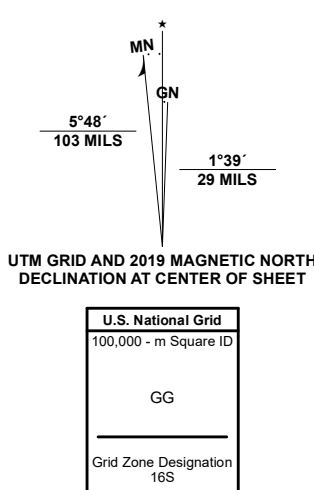 ★
MN
GN
5°48´
103 MILS
1°39´
29 MILS
UTM GRID AND 2019 MAGNETIC NORTH
DECLINATION AT CENTER OF SHEET
U.S. National Grid
100,000 - m Square ID
GG
Grid Zone Designation
16S